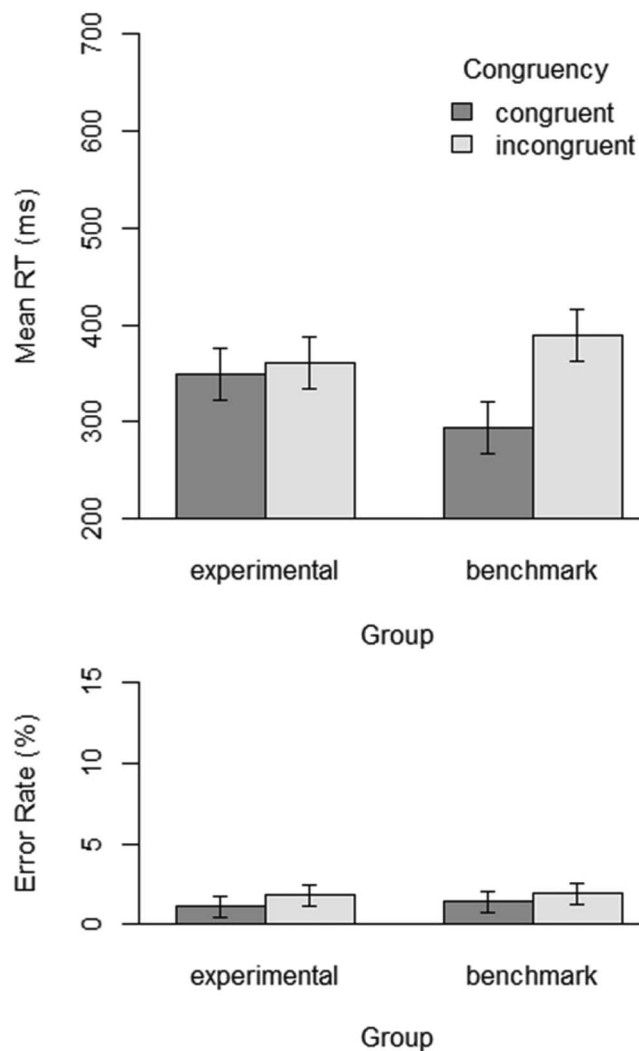 700
600
500
400
300
200
Mean RT (ms)
Congruency
congruent
incongruent
experimental benchmark
Group
15
10
5
0
Error Rate (%)
experimental benchmark
Group